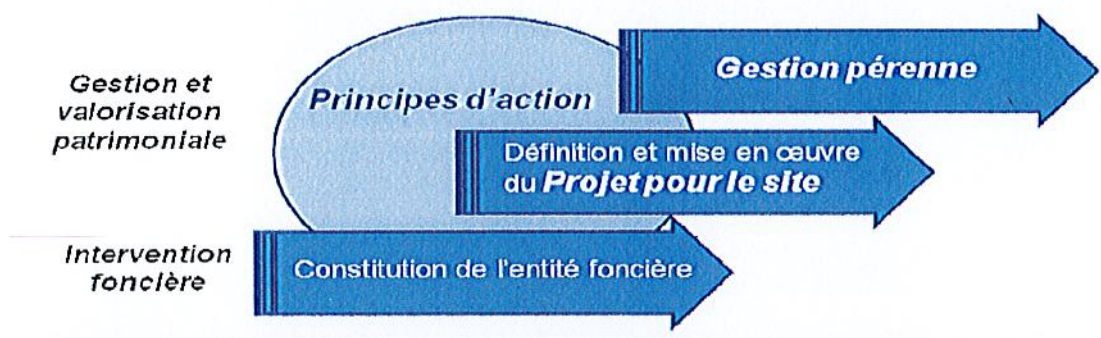 Gestion et
valorisation
patrimoniale
Principes d'action
Gestion pérenne
Définition et mise en œuvre
du Projet pour le site
Intervention
foncière
Constitution de l'entité foncière